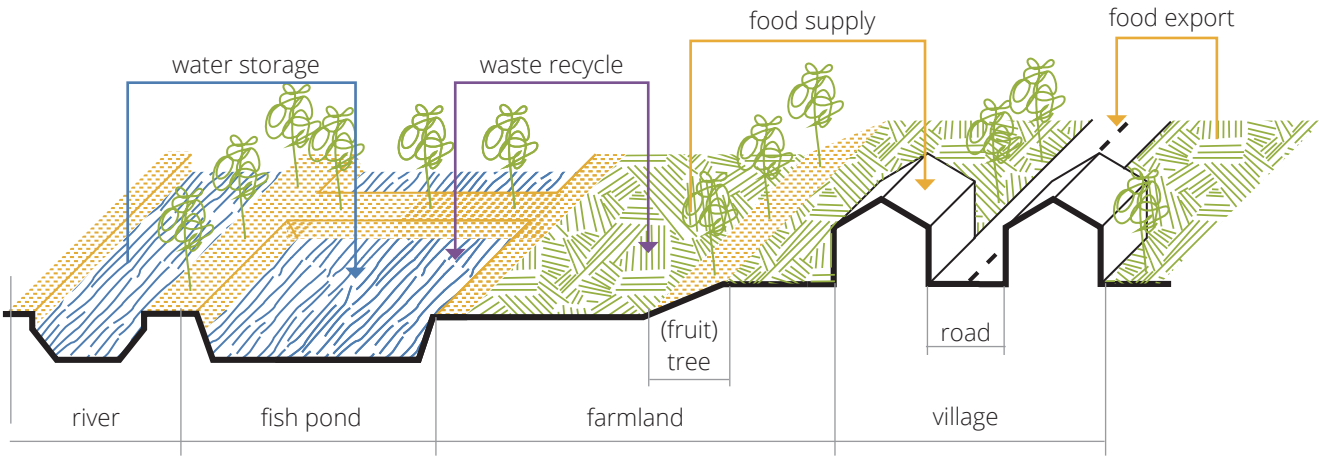 food supply
food export
water storage
waste recycle
(fruit)
tree
road
river
fish pond
farmland
village